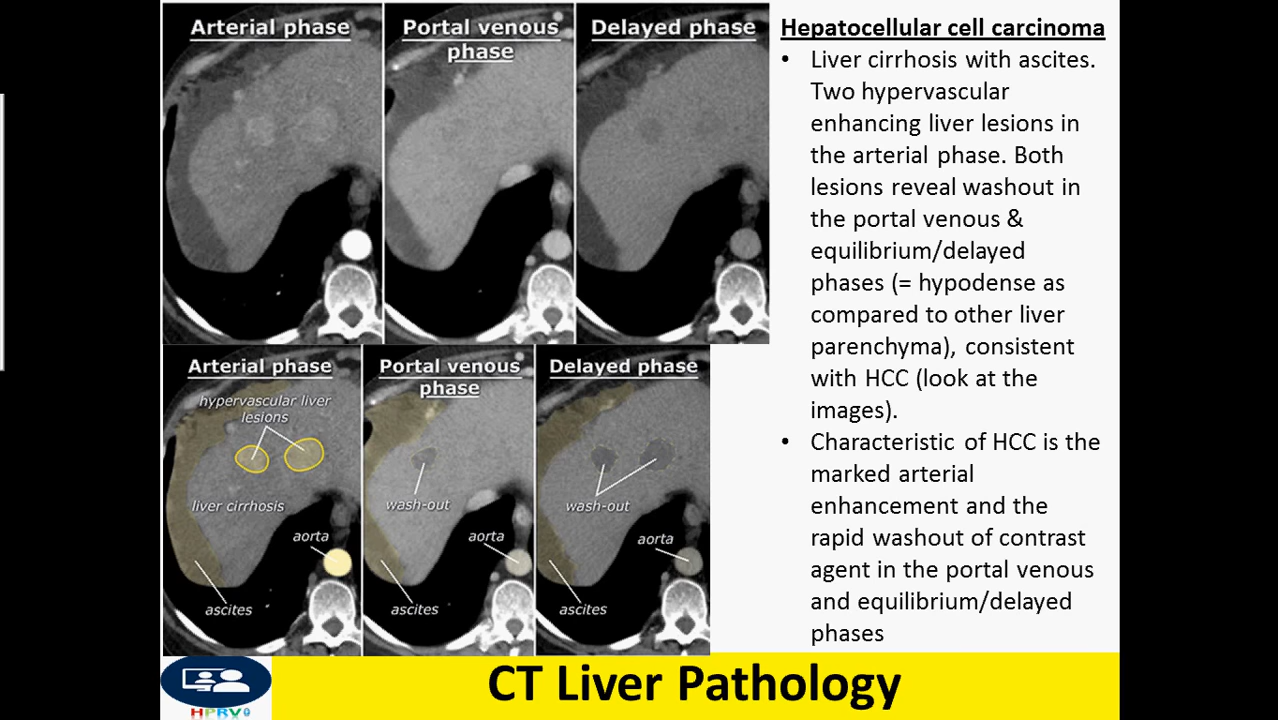 Arterial phase
Portal venous
phase
Delayed phase
Arterial phase
hypervascular liver
lesions
liver cirrhosis
aorta
ascites
Portal venous
phase
wash-out
aorta
ascites
Delayed phase
wash-out
aorta
ascites
Hepatocellular cell carcinoma
• Liver cirrhosis with ascites.
Two hypervascular
enhancing liver lesions in
the arterial phase. Both
lesions reveal washout in
the portal venous &
equilibrium/delayed
phases (= hypodense as
compared to other liver
parenchyma), consistent
with HCC (look at the
images).
• Characteristic of HCC is the
marked arterial
enhancement and the
rapid washout of contrast
agent in the portal venous
and equilibrium/delayed
phases
HPRV
CT Liver Pathology